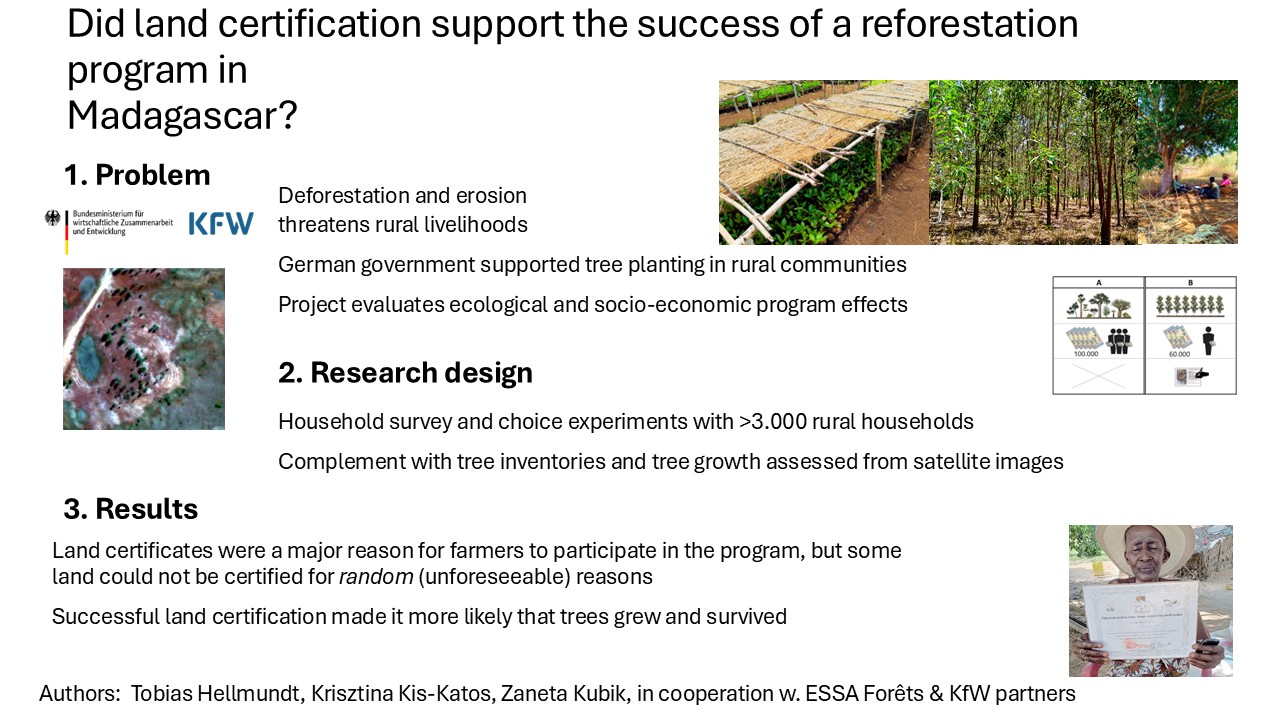 Did land certification support the success of a reforestation
program in
Madagascar?
1. Problem
Bundesministerium für
wirtschaftliche Zusammenarbeit
und Entwicklung
KFW
Deforestation and erosion
threatens rural livelihoods
German government supported tree planting in rural communities
Project evaluates ecological and socio-economic program effects
A B
100.000 60.000
2. Research design
Household survey and choice experiments with >3.000 rural households
Complement with tree inventories and tree growth assessed from satellite images
3. Results
Land certificates were a major reason for farmers to participate in the program, but some
land could not be certified for random (unforeseeable) reasons
Successful land certification made it more likely that trees grew and survived
Authors: Tobias Hellmundt, Krisztina Kis-Katos, Zaneta Kubik, in cooperation w. ESSA Forêts & KfW partners